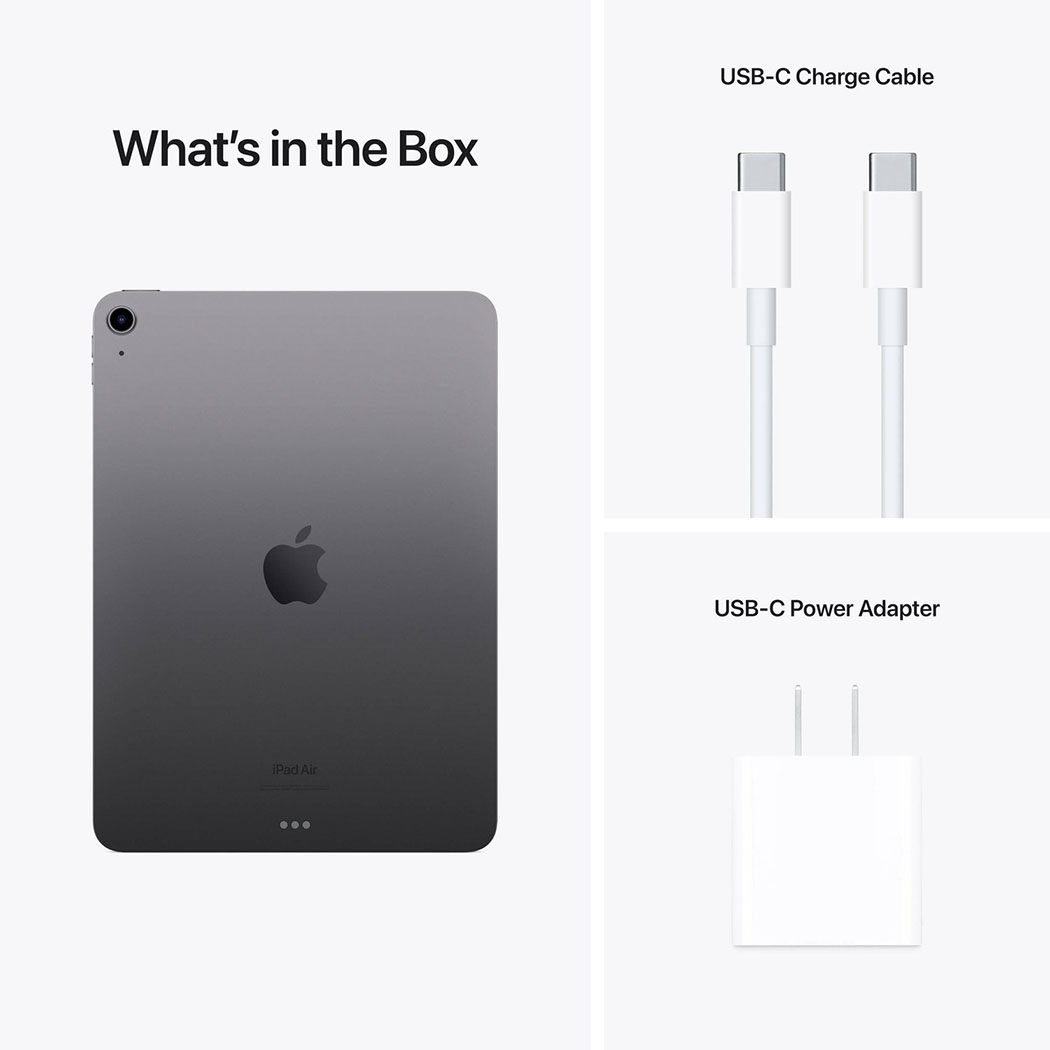 What’s in the Box
USB-C Charge Cable
iPad Air
USB-C Power Adapter